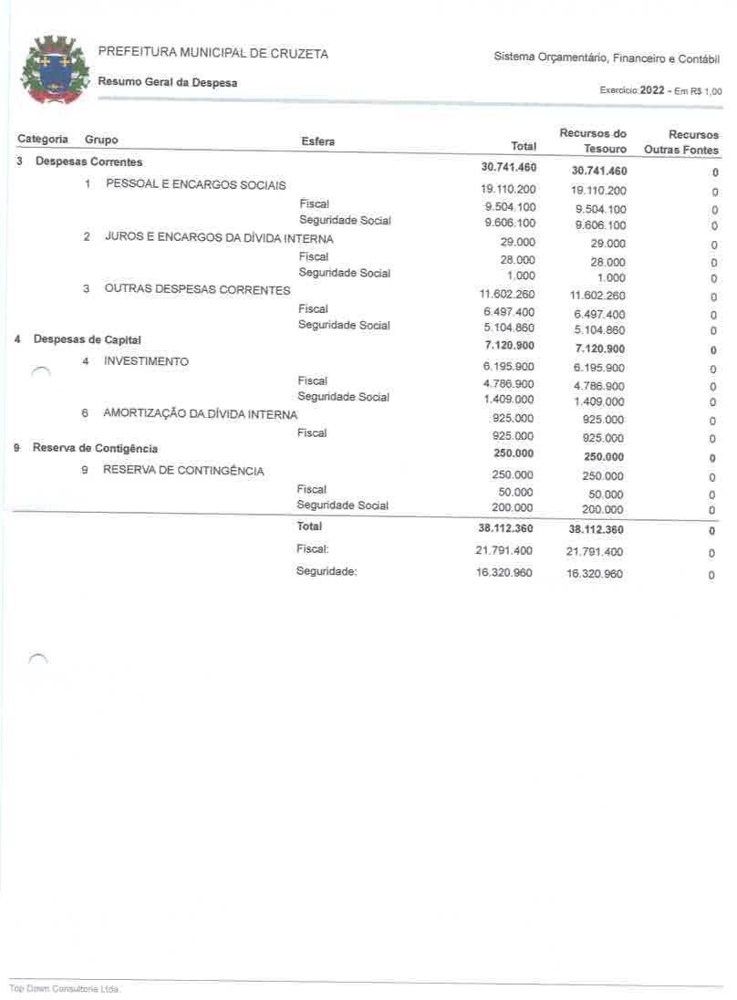 PREFEITURA MUNICIPAL DE CRUZETA
Sistema Orçamentário, Financeiro e Contábil
Resumo Geral da Despesa
Exercício: 2022 - Em R$ 1,00
Categoria Grupo Esfera Total Recursos do Tesouro Recursos Outras Fontes
3 Despesas Correntes 30.741.460 30.741.460 0
1 PESSOAL E ENCARGOS SOCIAIS 19.110.200 19.110.200 0
Fiscal 9.504.100 9.504.100 0
Seguridade Social 9.606.100 9.606.100 0
2 JUROS E ENCARGOS DA DÍVIDA INTERNA 29.000 29.000 0
Fiscal 28.000 28.000 0
Seguridade Social 1.000 1.000 0
3 OUTRAS DESPESAS CORRENTES 11.602.260 11.602.260 0
Fiscal 6.497.400 6.497.400 0
Seguridade Social 5.104.860 5.104.860 0
4 Despesas de Capital 7.120.900 7.120.900 0
4 INVESTIMENTO 6.195.900 6.195.900 0
Fiscal 4.786.900 4.786.900 0
Seguridade Social 1.409.000 1.409.000 0
6 AMORTIZAÇÃO DA DÍVIDA INTERNA 925.000 925.000 0
Fiscal 925.000 925.000 0
9 Reserva de Contigência 250.000 250.000 0
9 RESERVA DE CONTINGÊNCIA 250.000 250.000 0
Fiscal 50.000 50.000 0
Seguridade Social 200.000 200.000 0
Total 38.112.360 38.112.360 0
Fiscal: 21.791.400 21.791.400 0
Seguridade: 16.320.960 16.320.960 0
Top Down Consultoria Ltda.